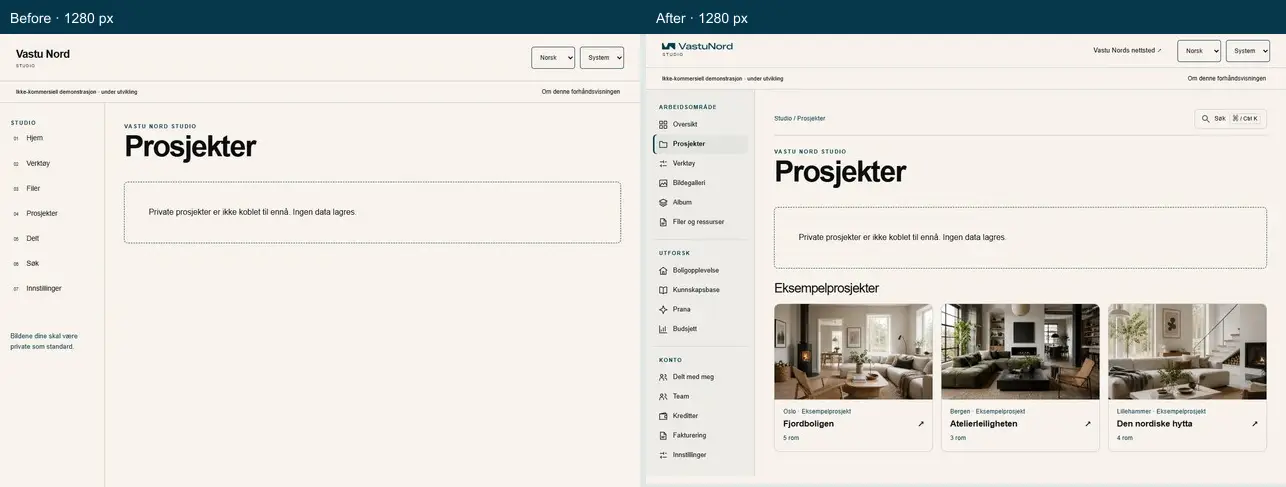 Before · 1280 px
Vastu Nord
STUDIO
Norsk
System
Ikke-kommersiell demonstrasjon · under utvikling
Om denne forhåndsvisningen
STUDIO
01 Hjem
02 Verktøy
03 Filer
04 Prosjekter
05 Delt
06 Søk
07 Innstillinger
Bildene dine skal være
private som standard.
VASTU NORD STUDIO
Prosjekter
Private prosjekter er ikke koblet til ennå. Ingen data lagres.
After · 1280 px
VastuNord
STUDIO
Vastu Nords nettsted ↗
Norsk
System
Ikke-kommersiell demonstrasjon · under utvikling
Om denne forhåndsvisningen
ARBEIDSOMRÅDE
Oversikt
Prosjekter
Verktøy
Bildegalleri
Album
Filer og ressurser
UTFORSK
Boligopplevelse
Kunnskapsbase
Prana
Budsjett
KONTO
Delt med meg
Team
Kreditter
Fakturering
Innstillinger
Studio / Prosjekter
Søk ⌘ / Ctrl K
VASTU NORD STUDIO
Prosjekter
Private prosjekter er ikke koblet til ennå. Ingen data lagres.
Eksempelprosjekter
Oslo · Eksempelprosjekt
Fjordboligen ↗
5 rom
Bergen · Eksempelprosjekt
Atelierleiligheten ↗
3 rom
Lillehammer · Eksempelprosjekt
Den nordiske hytta ↗
4 rom